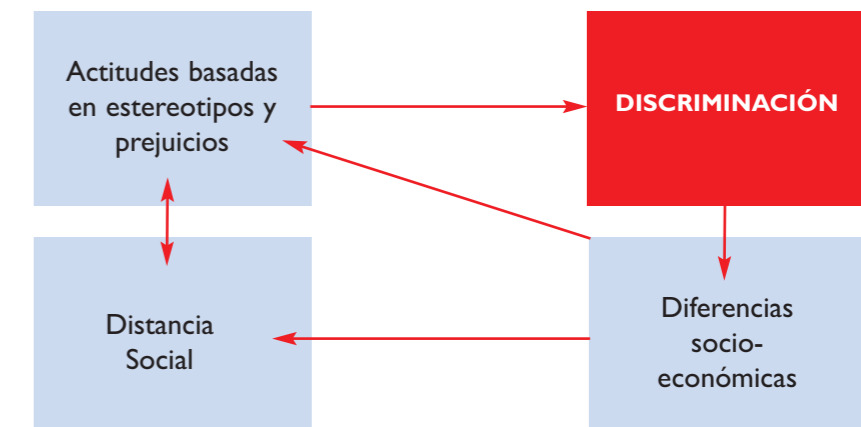 Actitudes basadas
en estereotipos y
prejuicios
DISCRIMINACIÓN
Distancia
Social
Diferencias
socio-
económicas